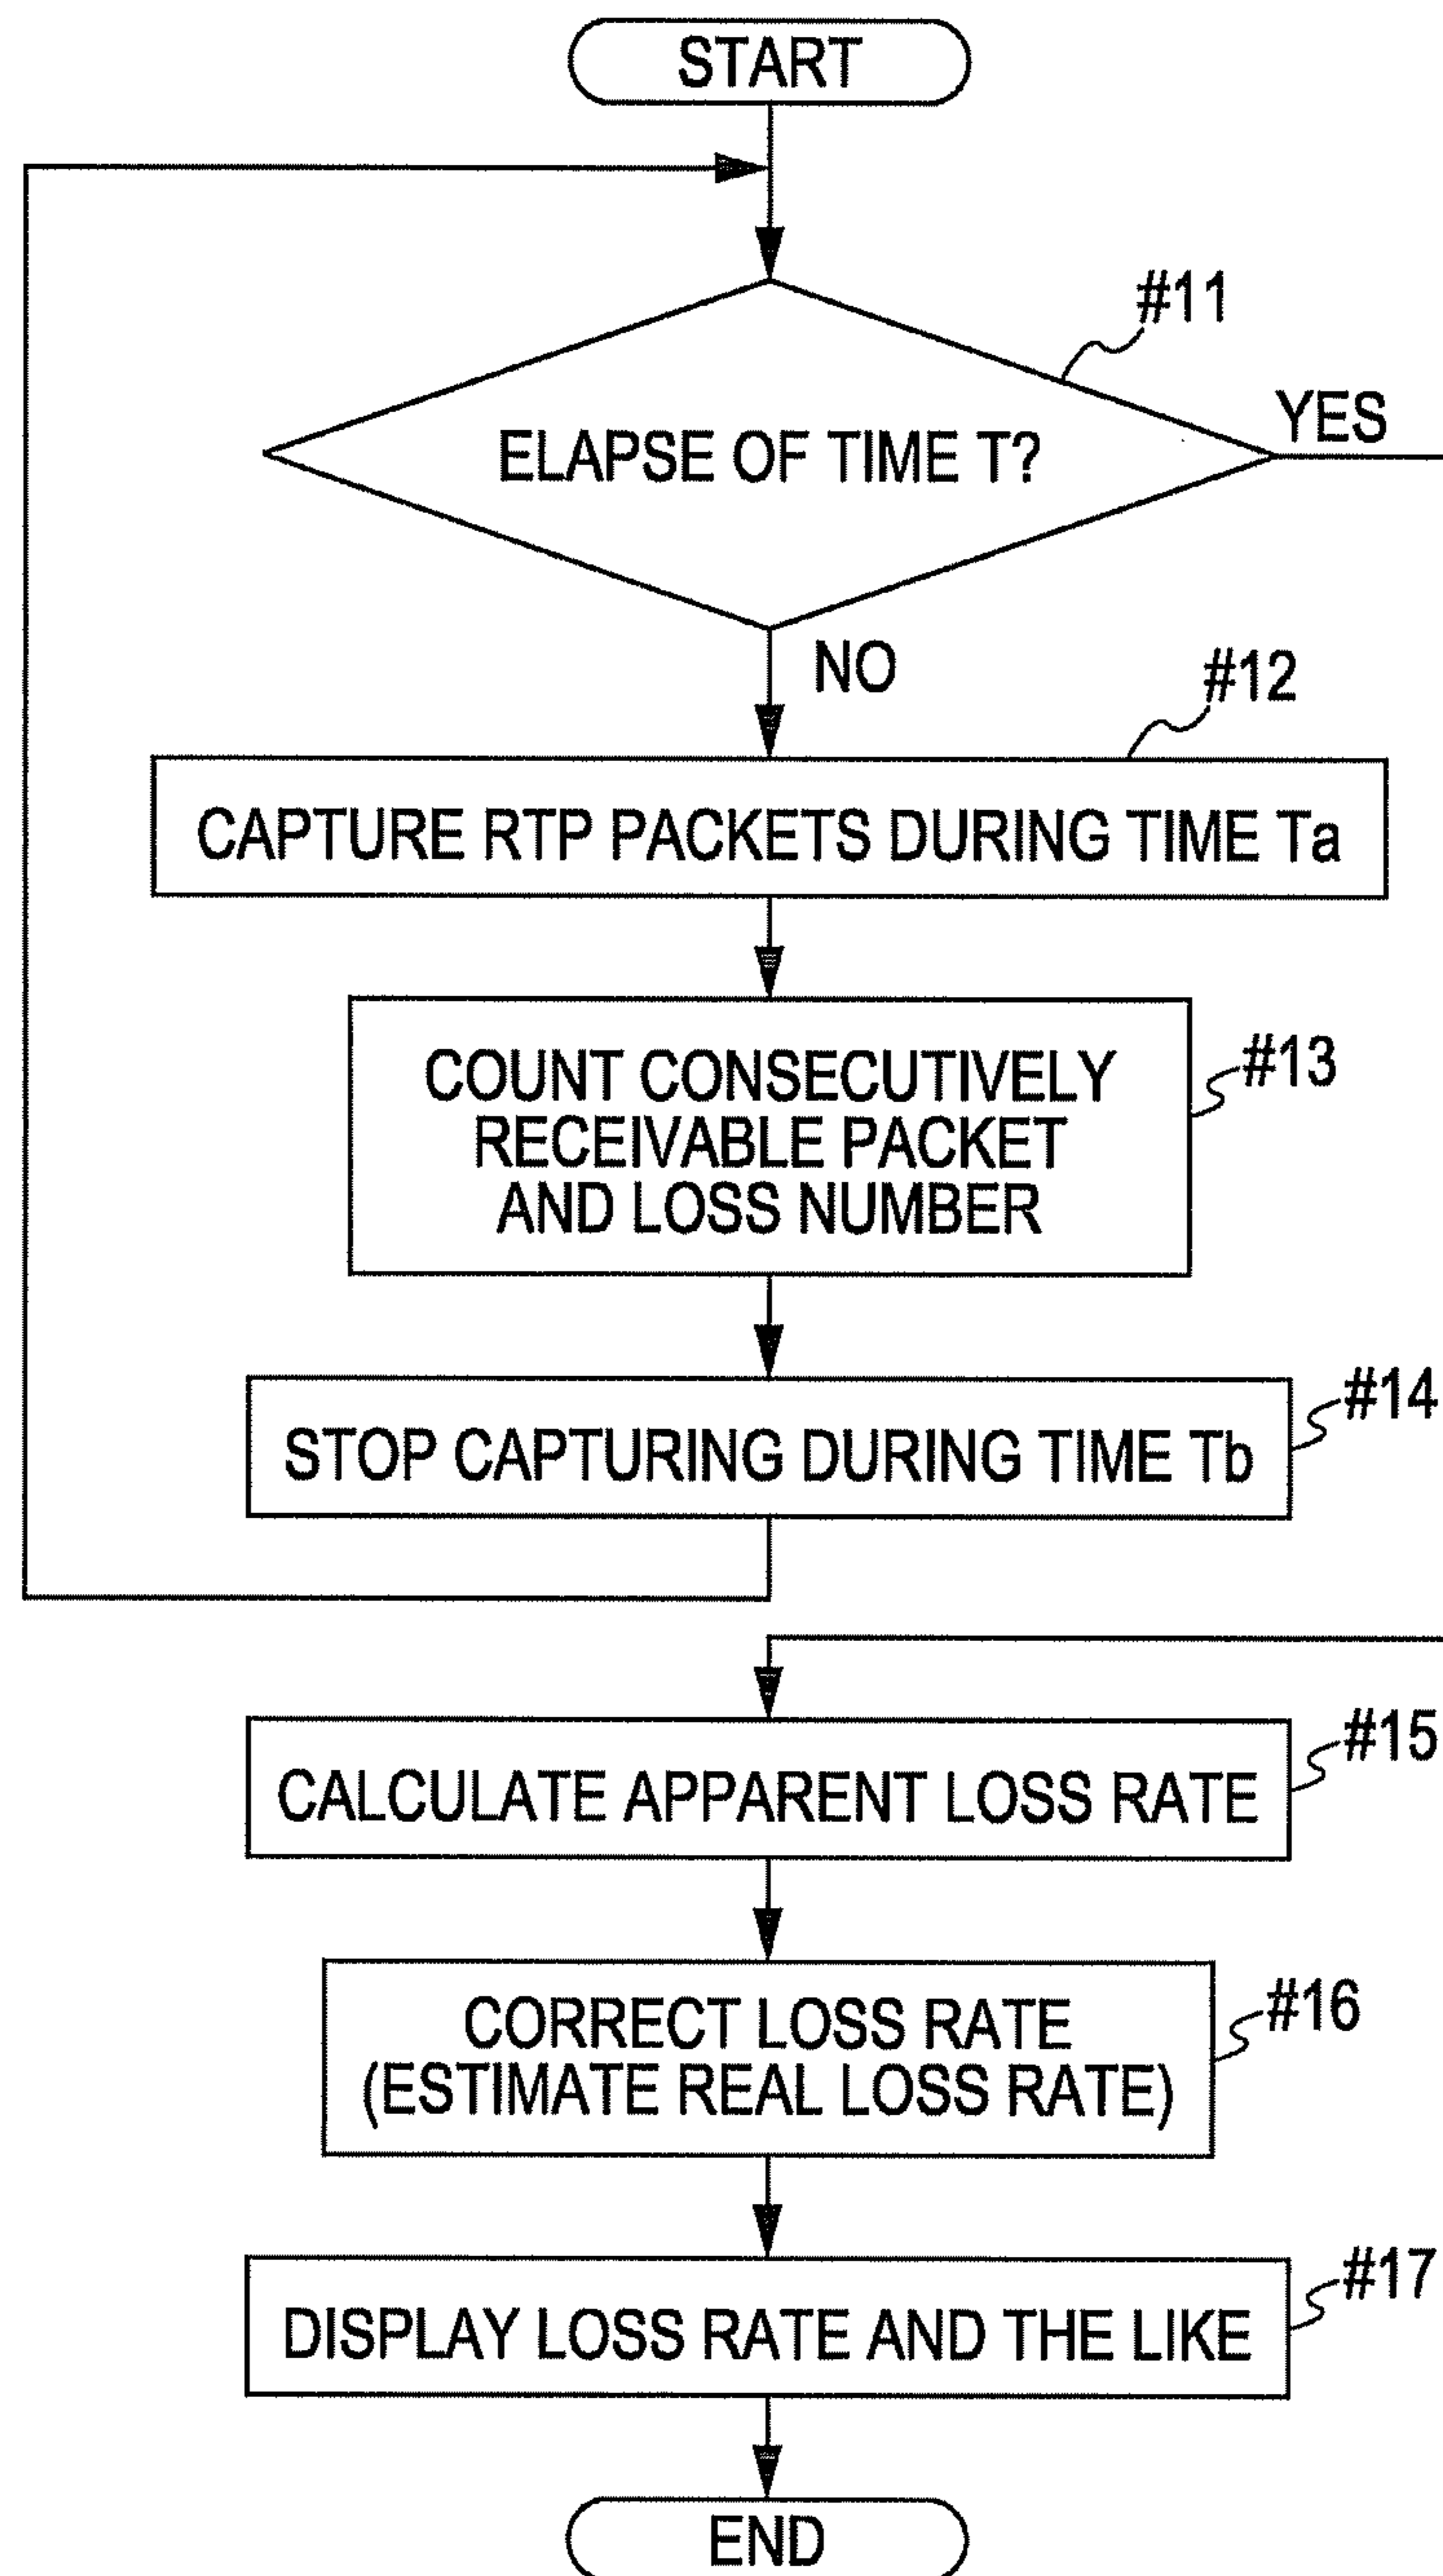 START
#11
YES
ELAPSE OF TIME T?
NO
#12
CAPTURE RTP PACKETS DURING TIME Ta
#13
COUNT CONSECUTIVELY
RECEIVABLE PACKET
AND LOSS NUMBER
#14
STOP CAPTURING DURING TIME Tb
#15
CALCULATE APPARENT LOSS RATE
#16
CORRECT LOSS RATE
(ESTIMATE REAL LOSS RATE)
#17
DISPLAY LOSS RATE AND THE LIKE
END